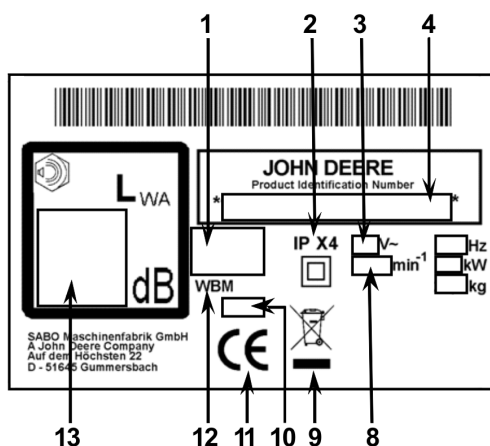 1 2 3 4
JOHN DEERE
Product Identification Number
* *
L WA
IP X4 V~ Hz
min-1 kW
dB WBM kg
SABO Maschinenfabrik GmbH
A John Deere Company
Auf dem Höchsten 22
D - 51645 Gummersbach
CE
13 12 11 10 9 8